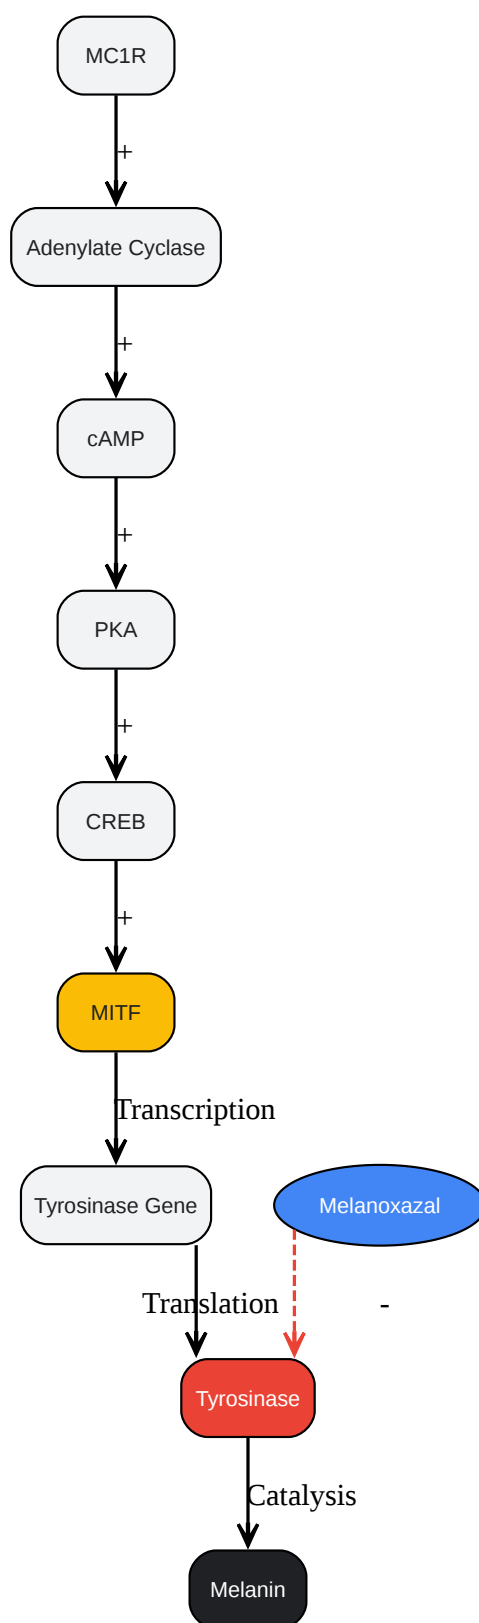 MC1R
+
Adenylate Cyclase
+
cAMP
+
PKA
+
CREB
+
MITF
Transcription
Tyrosinase Gene
Melanoxazal
Translation
-
Tyrosinase
Catalysis
Melanin